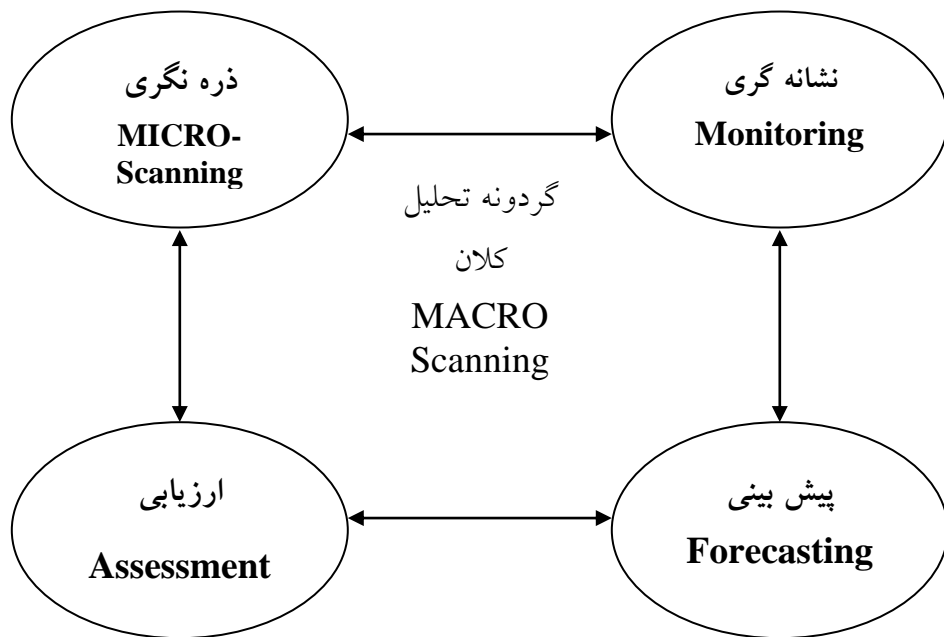 ذره نگری
MICRO-
Scanning
نشانه گری
Monitoring
گردونه تحلیل
کلان
MACRO
Scanning
ارزیابی
Assessment
پیش بینی
Forecasting